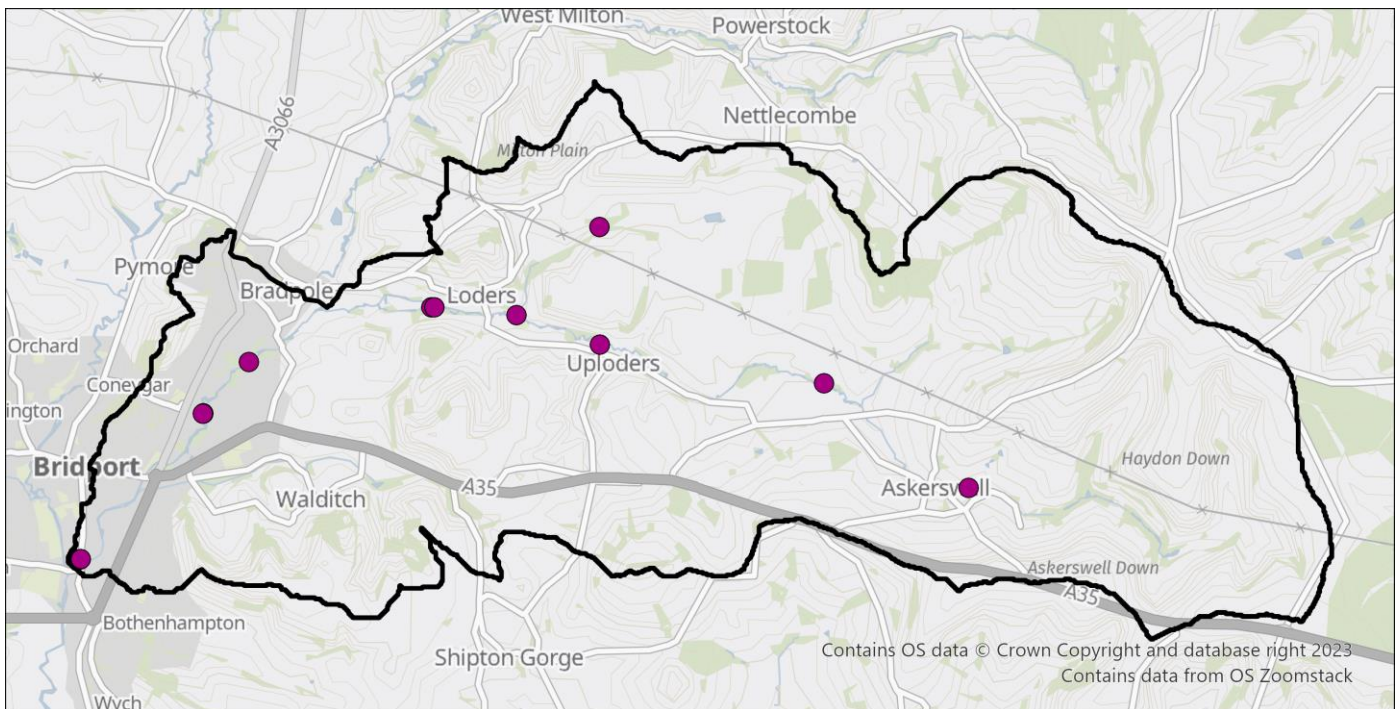 West Milton
Powerstock
A3066
Nettlecombe
Milton Plain
Pymore
Bradpole
Loders
Orchard
Uploders
Coneygar
ington
Bridport
Haydon Down
Walditch
A35
Askerswell
Askerswell Down
A35
Bothenhampton
Shipton Gorge
Contains OS data © Crown Copyright and database right 2023
Contains data from OS Zoomstack
Wych